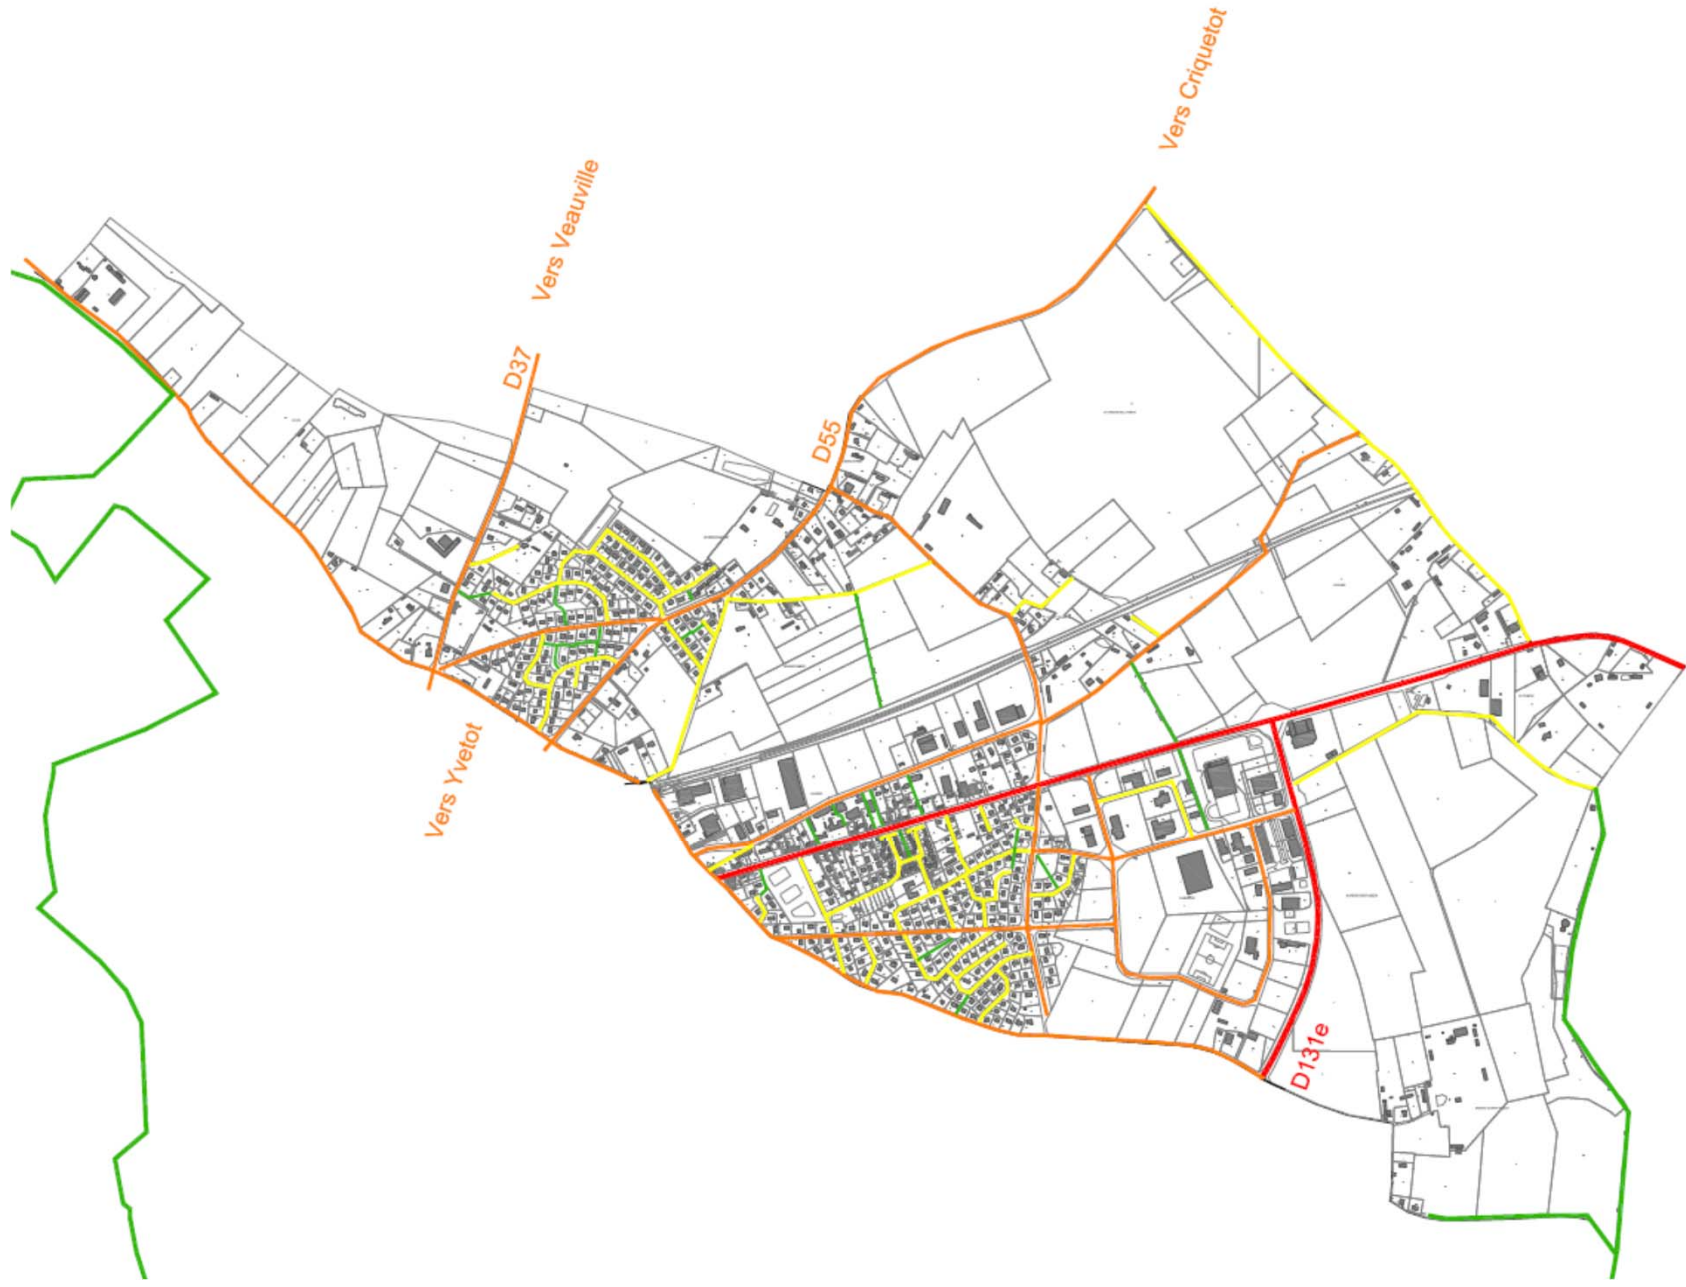 Vers Criquetot
Vers Veauville
D37
D55
Vers Yvetot
D131e